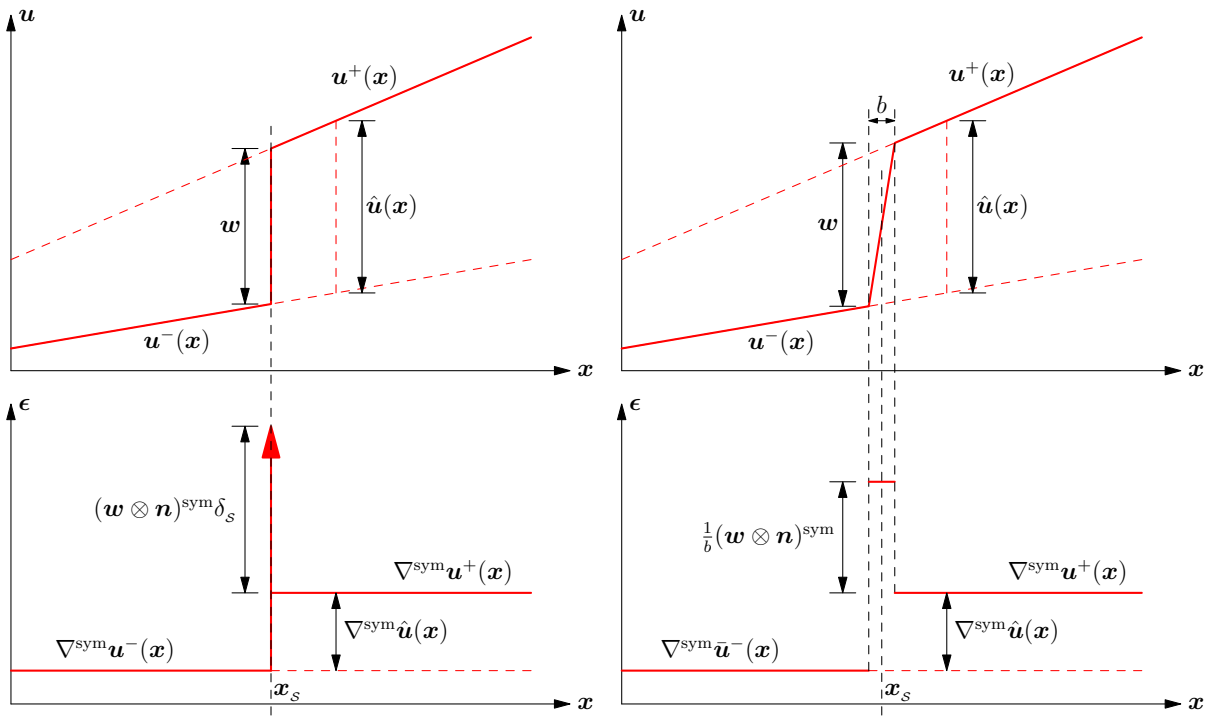 𝒖
𝒖⁺(𝒙)
𝒘
𝒖̂(𝒙)
𝒖⁻(𝒙)
𝒙
𝒖
𝒖⁺(𝒙)
b
𝒘
𝒖̂(𝒙)
𝒖⁻(𝒙)
𝒙
𝝐
(𝒘 ⊗ 𝒏)^sym δ_𝒮
∇^sym 𝒖⁺(𝒙)
∇^sym 𝒖̂(𝒙)
∇^sym 𝒖⁻(𝒙)
𝒙_𝒮
𝒙
𝝐
1/b (𝒘 ⊗ 𝒏)^sym
∇^sym 𝒖⁺(𝒙)
∇^sym 𝒖̂(𝒙)
∇^sym 𝒖̄⁻(𝒙)
𝒙_𝒮
𝒙